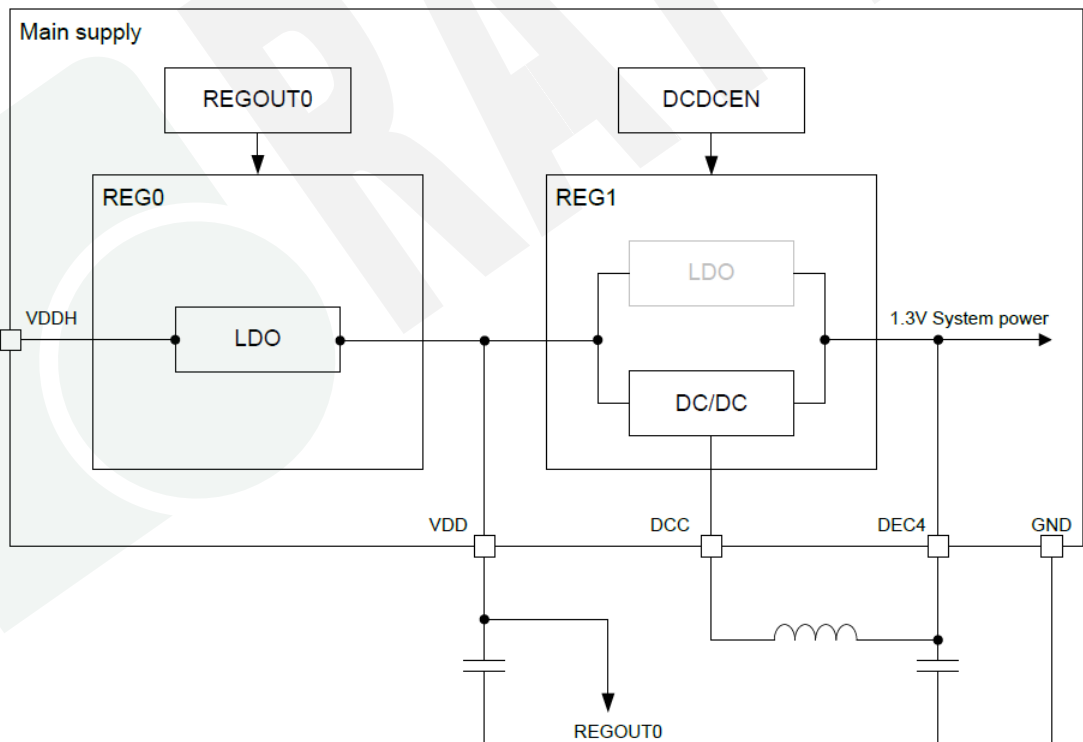 Main supply
REGOUT0
DCDCEN
REG0
REG1
LDO
VDDH
LDO
1.3V System power
DC/DC
VDD
DCC
DEC4
GND
REGOUT0